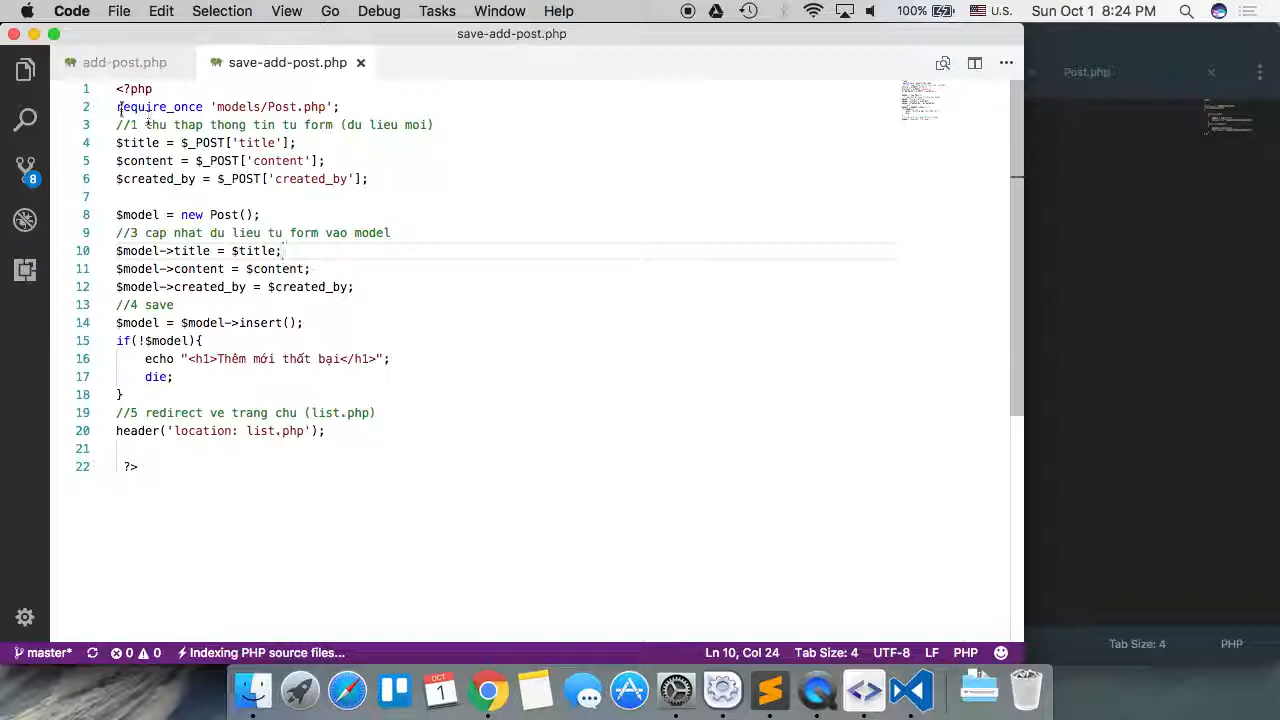 Code File Edit Selection View Go Debug Tasks Window Help 100% U.S. Sun Oct 1 8:24 PM
save-add-post.php
add-post.php save-add-post.php
Post.php
1 <?php
2 require_once 'models/Post.php';
3 //1 thu thap thong tin tu form (du lieu moi)
4 $title = $_POST['title'];
5 $content = $_POST['content'];
6 $created_by = $_POST['created_by'];
7
8 $model = new Post();
9 //3 cap nhat du lieu tu form vao model
10 $model->title = $title;
11 $model->content = $content;
12 $model->created_by = $created_by;
13 //4 save
14 $model = $model->insert();
15 if(!$model){
16 echo "<h1>Thêm mới thất bại</h1>";
17 die;
18 }
19 //5 redirect ve trang chu (list.php)
20 header('location: list.php');
21
22 ?>
8
master* 0 0 Indexing PHP source files... Ln 10, Col 24 Tab Size: 4 UTF-8 LF PHP
Tab Size: 4 PHP
OCT
1